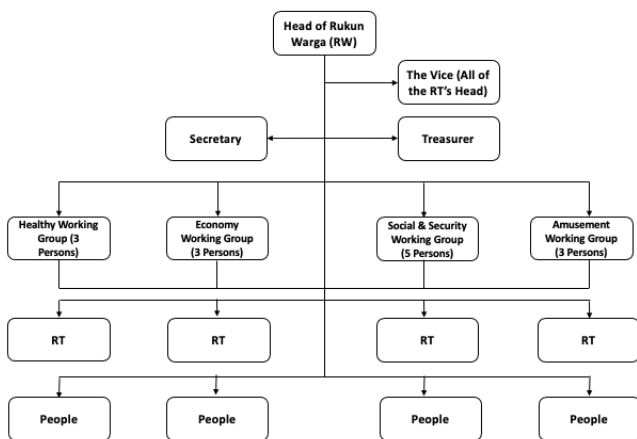 Head of Rukun
Warga (RW)
The Vice (All of
the RT's Head)
Secretary
Treasurer
Healthy Working
Group (3
Persons)
Economy
Working Group
(3 Persons)
Social & Security
Working Group
(5 Persons)
Amusement
Working Group
(3 Persons)
RT
RT
RT
RT
People
People
People
People